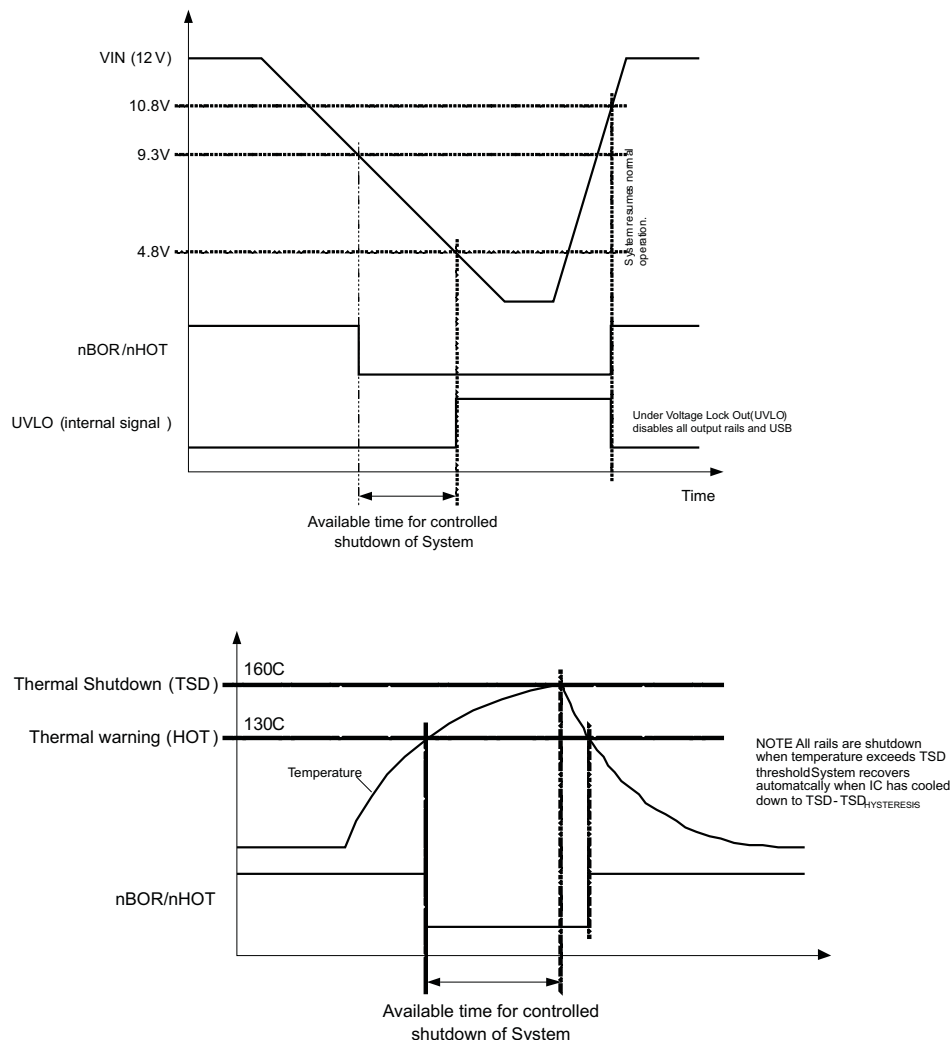 VIN (12 V)
10.8V
9.3V
4.8V
System resumes normal
operation.
nBOR/nHOT
UVLO (internal signal )
Under Voltage Lock Out(UVLO)
disables all output rails and USB
Time
Available time for controlled
shutdown of System
160C
Thermal Shutdown (TSD)
130C
Thermal warning (HOT)
Temperature
NOTE All rails are shutdown
when temperature exceeds TSD
thresholdSystem recovers
automatcally when IC has cooled
down to TSD - TSDHYSTERESIS
nBOR/nHOT
Available time for controlled
shutdown of System